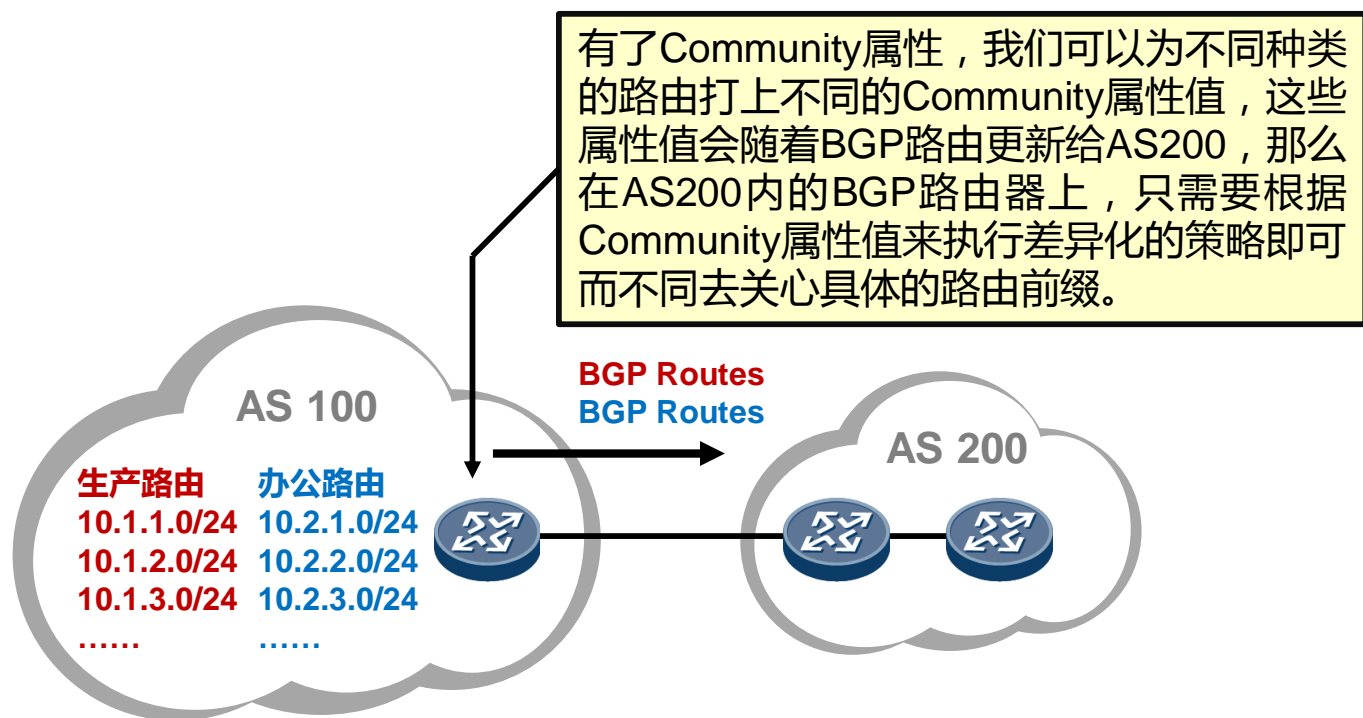 有了Community属性，我们可以为不同种类
的路由打上不同的Community属性值，这些
属性值会随着BGP路由更新给AS200，那么
在AS200内的BGP路由器上，只需要根据
Community属性值来执行差异化的策略即可
而不同去关心具体的路由前缀。
BGP Routes
BGP Routes
AS 100
AS 200
生产路由 办公路由
10.1.1.0/24 10.2.1.0/24
10.1.2.0/24 10.2.2.0/24
10.1.3.0/24 10.2.3.0/24
…… ……